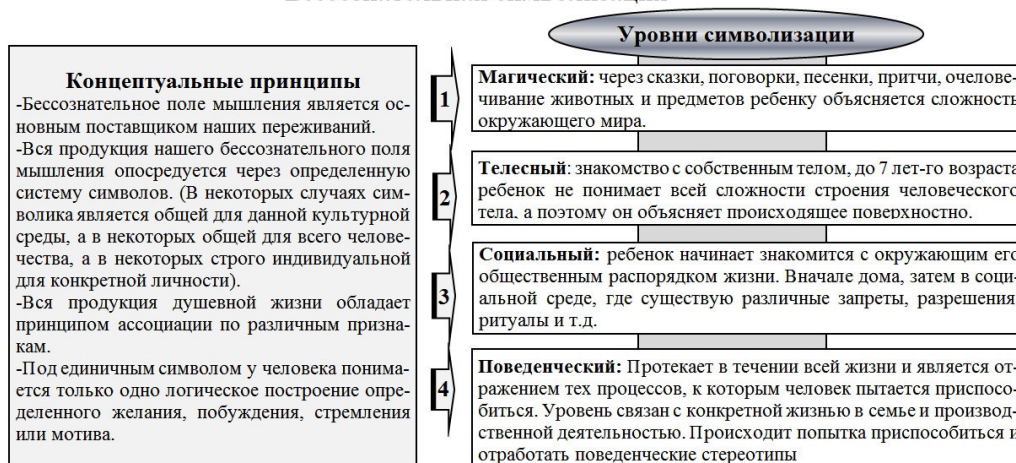 Концептуальные принципы
-Бессознательное поле мышления является ос-
новным поставщиком наших переживаний.
-Вся продукция нашего бессознательного поля
мышления опосредуется через определенную
систему символов. (В некоторых случаях сим-
волика является общей для данной культурной
среды, а в некоторых общей для всего челове-
чества, а в некоторых строго индивидуальной
для конкретной личности).
-Вся продукция душевной жизни обладает
принципом ассоциации по различным призна-
кам.
-Под единичным символом у человека понима-
ется только одно логическое построение опре-
деленного желания, побуждения, стремления
или мотива.
Уровни символизации
1
Магический: через сказки, поговорки, песенки, притчи, очелове-
чивание животных и предметов ребенку объясняется сложность
окружающего мира.
2
Телесный: знакомство с собственным телом, до 7 лет-го возраста
ребенок не понимает всей сложности строения человеческого
тела, а поэтому он объясняет происходящее поверхностно.
3
Социальный: ребенок начинает знакомится с окружающим его
общественным распорядком жизни. Вначале дома, затем в соци-
альной среде, где существую различные запреты, разрешения,
ритуалы и т.д.
4
Поведенческий: Протекает в течении всей жизни и является от-
ражением тех процессов, к которым человек пытается приспосо-
биться. Уровень связан с конкретной жизнью в семье и производ-
ственной деятельностью. Происходит попытка приспособиться и
отработать поведенческие стереотипы